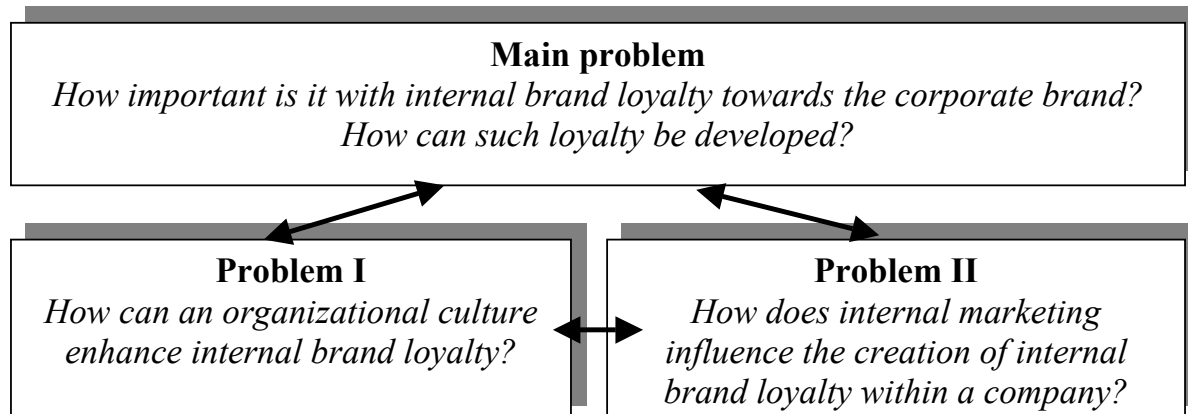 Main problem
How important is it with internal brand loyalty towards the corporate brand?
How can such loyalty be developed?
Problem I
How can an organizational culture
enhance internal brand loyalty?
Problem II
How does internal marketing
influence the creation of internal
brand loyalty within a company?